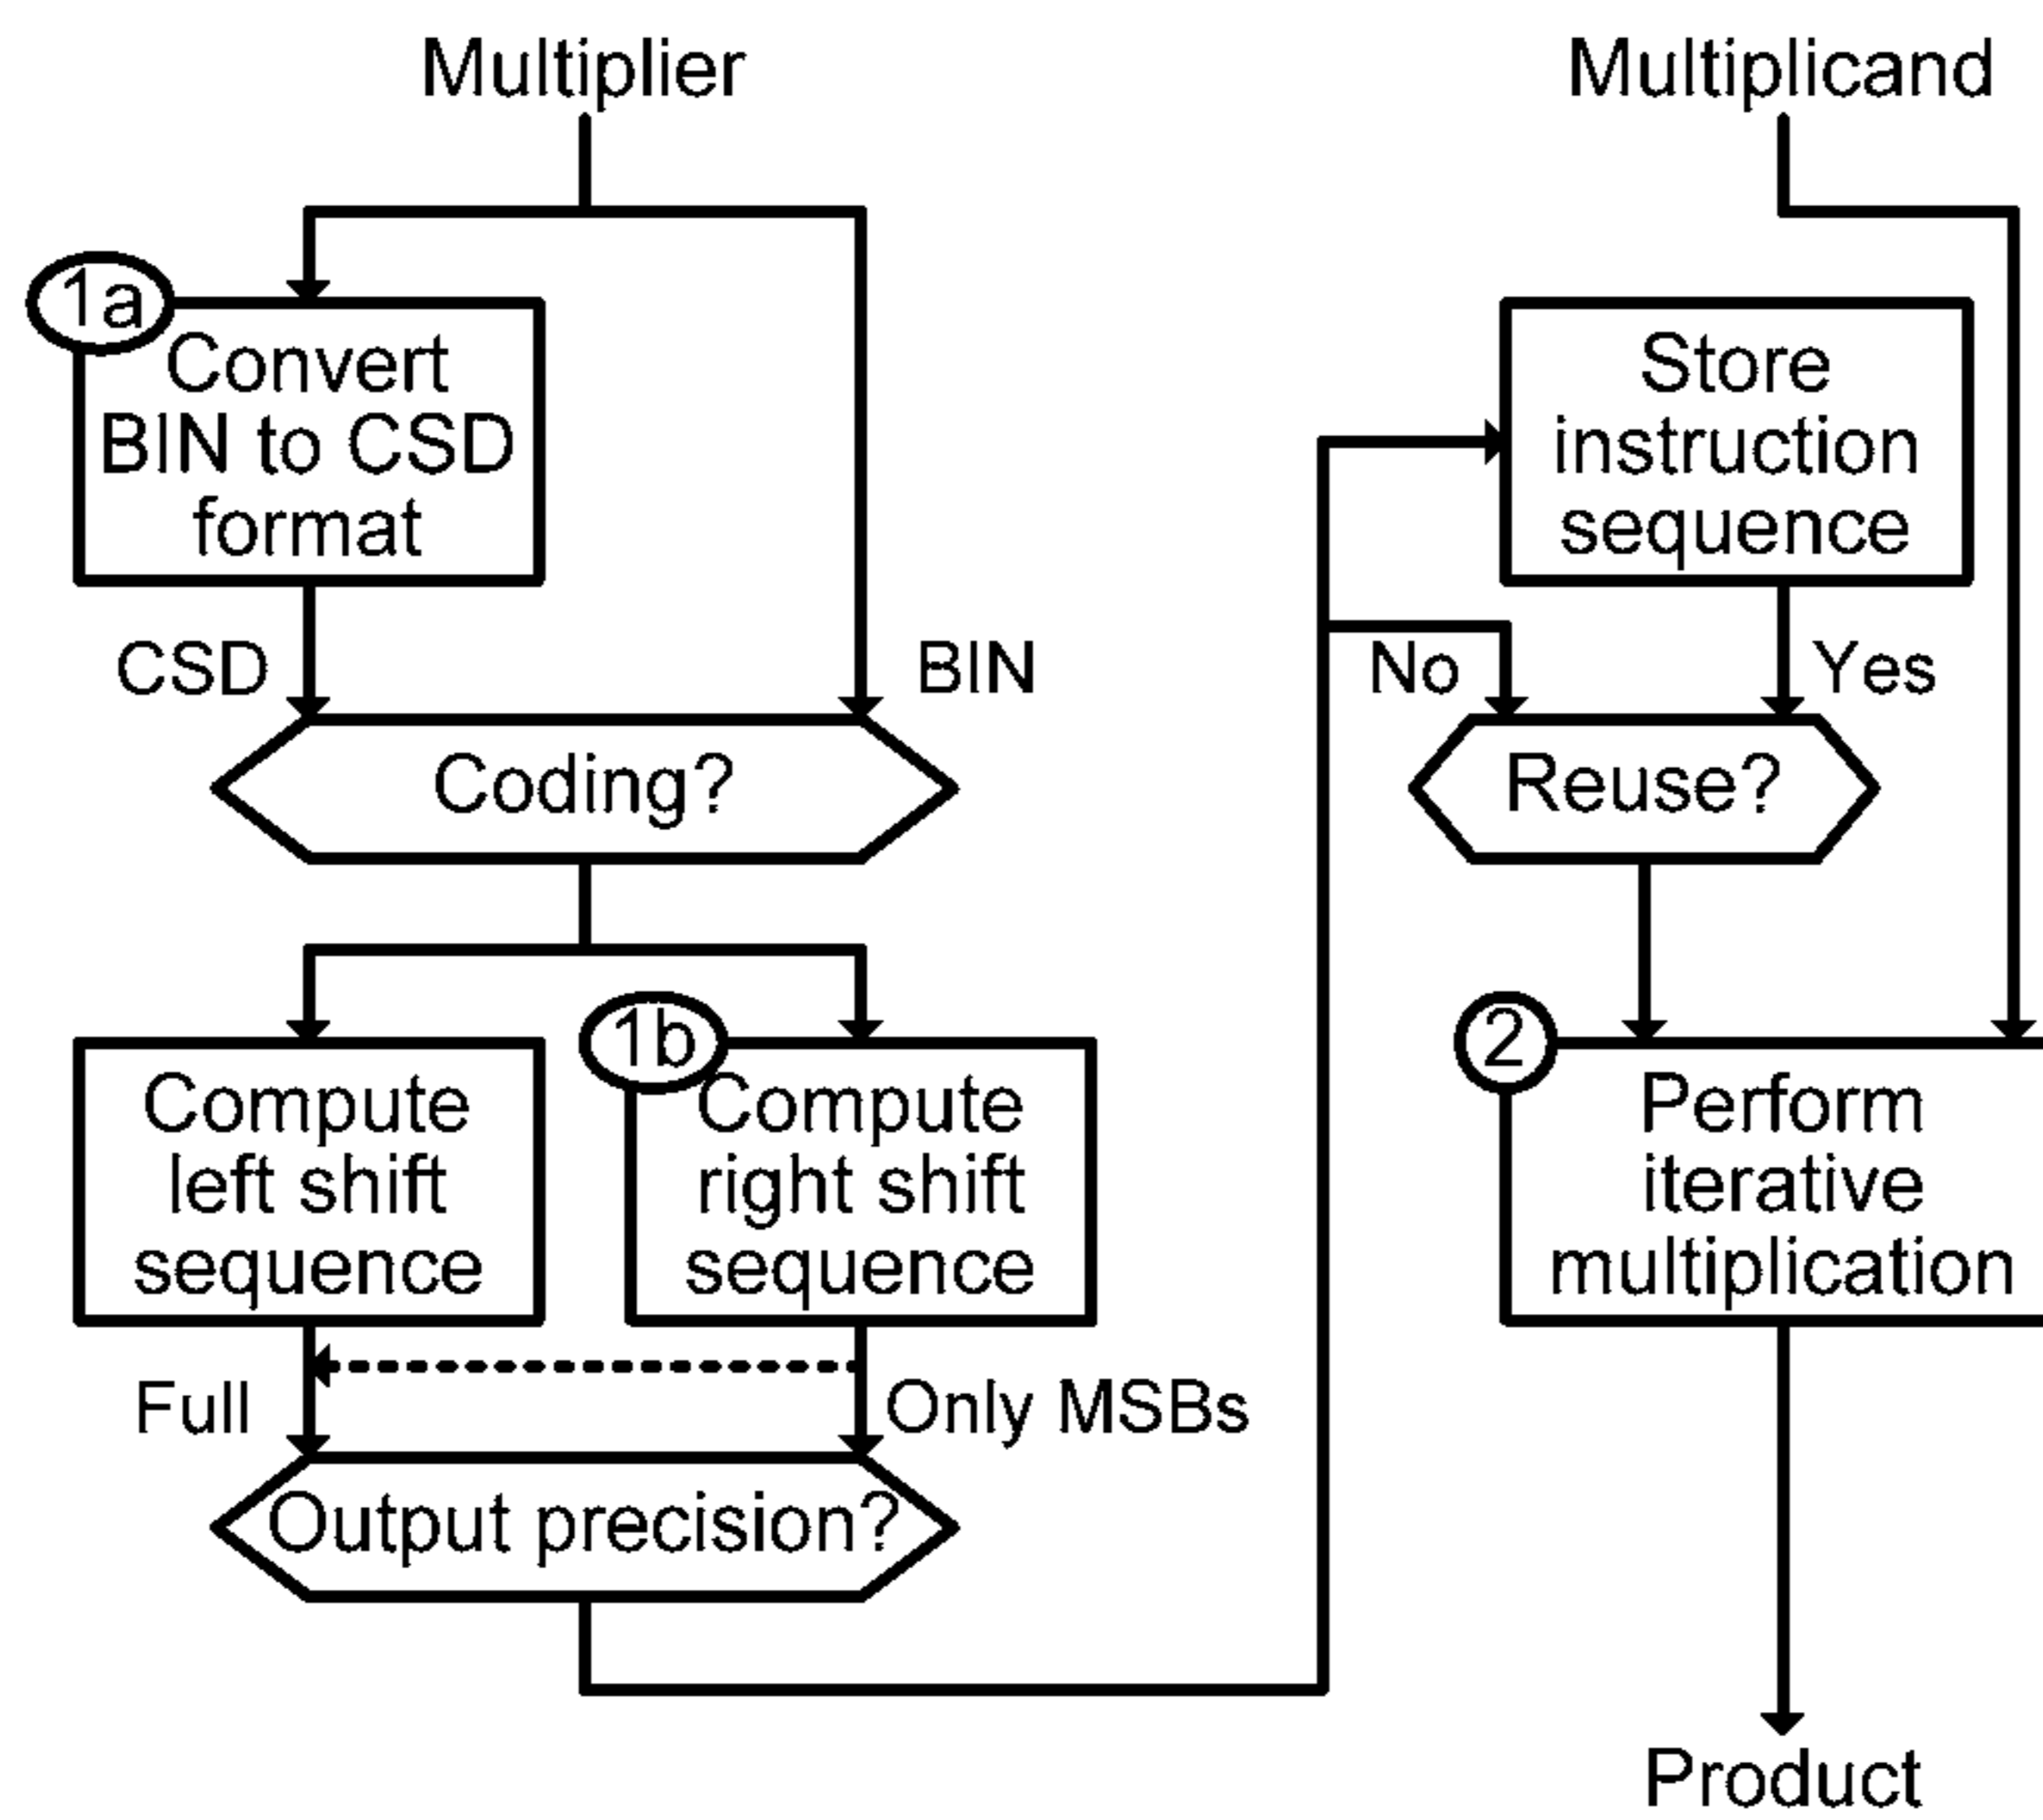 Multiplier
Multiplicand
1a
Convert
BIN to CSD
format
Store
instruction
sequence
CSD
BIN
No
Yes
Coding?
Reuse?
Compute
left shift
sequence
1b
Compute
right shift
sequence
2
Perform
iterative
multiplication
Full
Only MSBs
Output precision?
Product